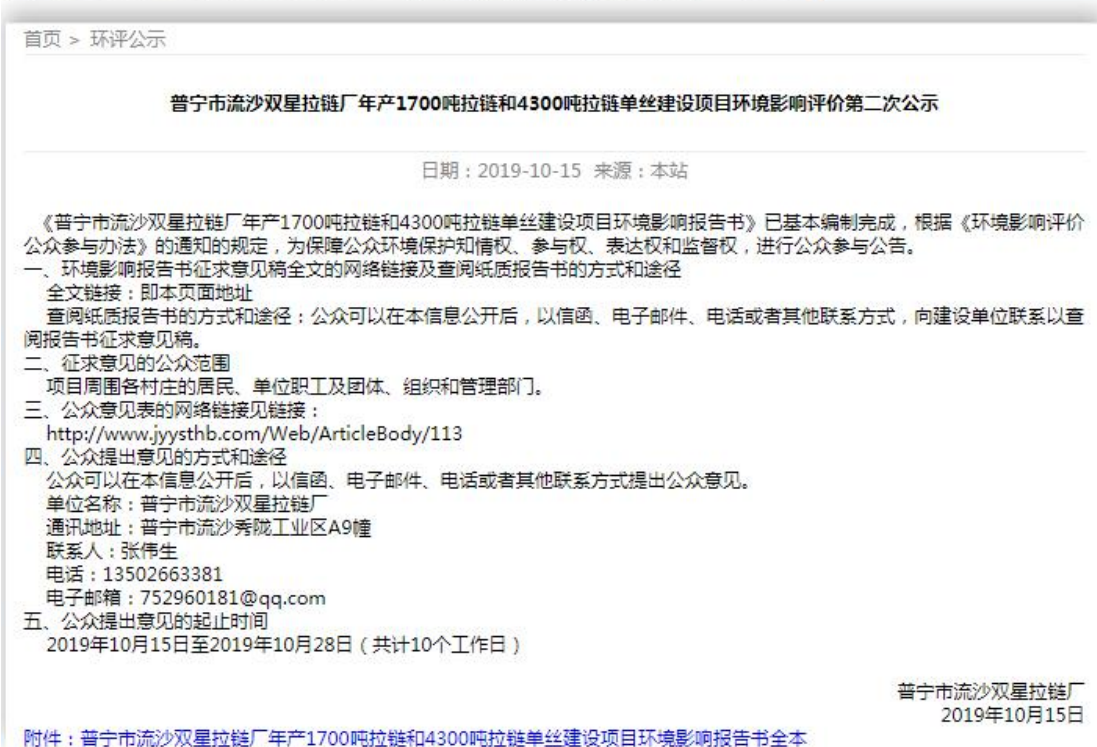 首页 > 环评公示
普宁市流沙双星拉链厂年产1700吨拉链和4300吨拉链单丝建设项目环境影响评价第二次公示
日期：2019-10-15 来源：本站
《普宁市流沙双星拉链厂年产1700吨拉链和4300吨拉链单丝建设项目环境影响报告书》已基本编制完成，根据《环境影响评价
公众参与办法》的通知的规定，为保障公众环境保护知情权、参与权、表达权和监督权，进行公众参与公告。
一、环境影响报告书征求意见稿全文的网络链接及查阅纸质报告书的方式和途径
全文链接：即本页面地址
查阅纸质报告书的方式和途径：公众可以在本信息公开后，以信函、电子邮件、电话或者其他联系方式，向建设单位联系以查
阅报告书征求意见稿。
二、征求意见的公众范围
项目周围各村庄的居民、单位职工及团体、组织和管理部门。
三、公众意见表的网络链接见链接：
http://www.jyysthb.com/Web/ArticleBody/113
四、公众提出意见的方式和途径
公众可以在本信息公开后，以信函、电子邮件、电话或者其他联系方式提出公众意见。
单位名称：普宁市流沙双星拉链厂
通讯地址：普宁市流沙秀陇工业区A9幢
联系人：张伟生
电话：13502663381
电子邮箱：752960181@qq.com
五、公众提出意见的起止时间
2019年10月15日至2019年10月28日（共计10个工作日）
普宁市流沙双星拉链厂
2019年10月15日
附件：普宁市流沙双星拉链厂年产1700吨拉链和4300吨拉链单丝建设项目环境影响报告书全本